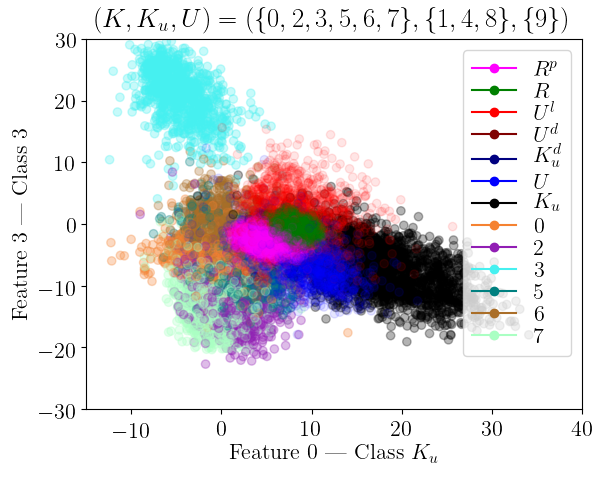 (K, K_u, U) = ({0, 2, 3, 5, 6, 7}, {1, 4, 8}, {9})
Feature 3 — Class 3
30
20
10
0
−10
−20
−30
R^p
R
U^l
U^d
K_u^d
U
K_u
0
2
3
5
6
7
−10 0 10 20 30 40
Feature 0 — Class K_u